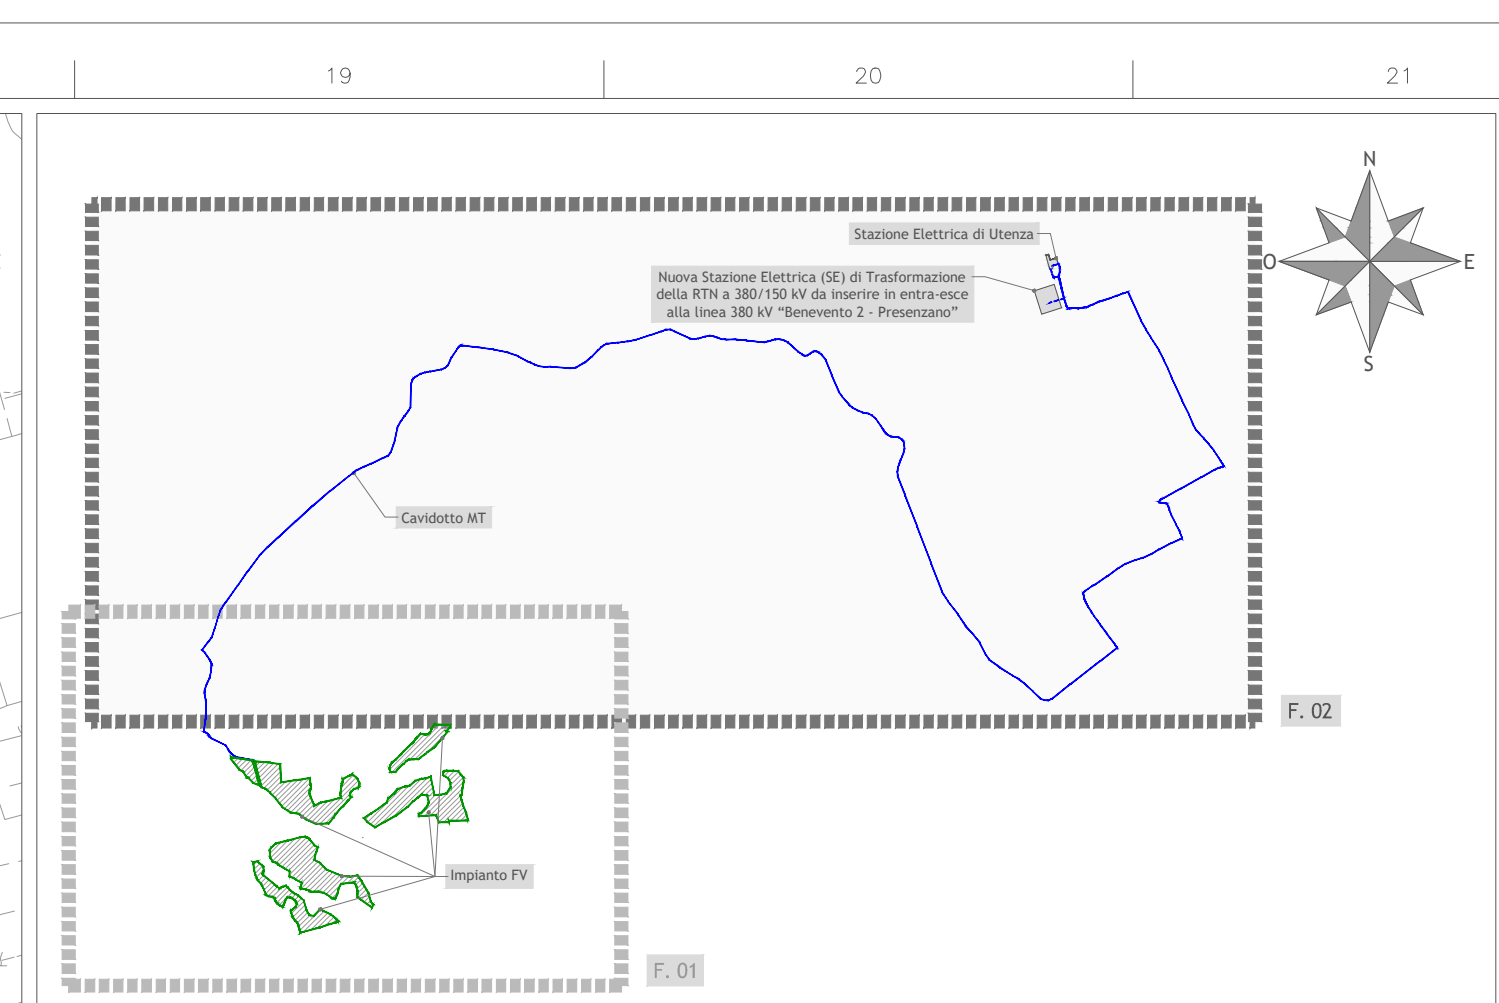 19
20
21
N
O
E
S
Stazione Elettrica di Utenza
Nuova Stazione Elettrica (SE) di Trasformazione
della RTN a 380/150 kV da inserire in entra-esce
alla linea 380 kV “Benevento 2 - Presenzano”
Cavidotto MT
F. 02
Impianto FV
F. 01